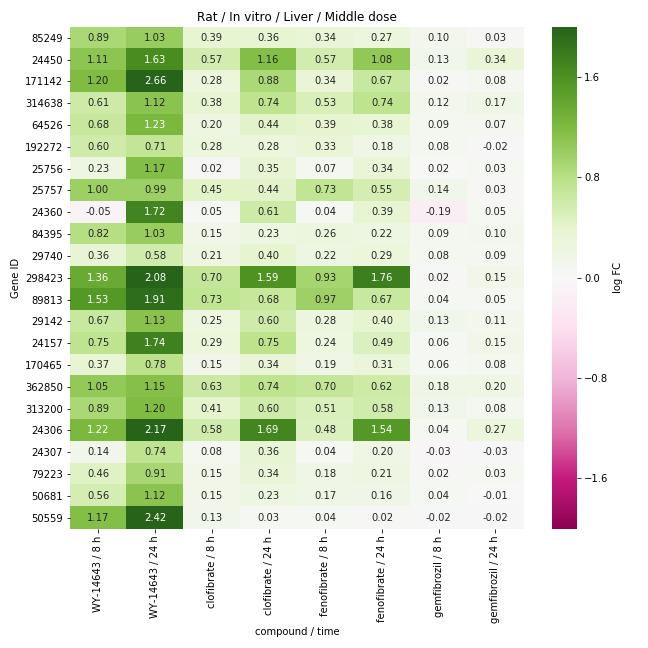 Rat / In vitro / Liver / Middle dose
85249 0.89 1.03 0.39 0.36 0.34 0.27 0.10 0.03
24450 1.11 1.63 0.57 1.16 0.57 1.08 0.13 0.34
171142 1.20 2.66 0.28 0.88 0.34 0.67 0.02 0.08
314638 0.61 1.12 0.38 0.74 0.53 0.74 0.12 0.17
64526 0.68 1.23 0.20 0.44 0.39 0.38 0.09 0.07
192272 0.60 0.71 0.28 0.28 0.33 0.18 0.08 -0.02
25756 0.23 1.17 0.02 0.35 0.07 0.34 0.02 0.03
25757 1.00 0.99 0.45 0.44 0.73 0.55 0.14 0.03
24360 -0.05 1.72 0.05 0.61 0.04 0.39 -0.19 0.05
84395 0.82 1.03 0.15 0.23 0.26 0.22 0.09 0.10
29740 0.36 0.58 0.21 0.40 0.22 0.29 0.08 0.09
298423 1.36 2.08 0.70 1.59 0.93 1.76 0.02 0.15
89813 1.53 1.91 0.73 0.68 0.97 0.67 0.04 0.05
29142 0.67 1.13 0.25 0.60 0.28 0.40 0.13 0.11
24157 0.75 1.74 0.29 0.75 0.24 0.49 0.06 0.15
170465 0.37 0.78 0.15 0.34 0.19 0.31 0.06 0.08
362850 1.05 1.15 0.63 0.74 0.70 0.62 0.18 0.20
313200 0.89 1.20 0.41 0.60 0.51 0.58 0.13 0.08
24306 1.22 2.17 0.58 1.69 0.48 1.54 0.04 0.27
24307 0.14 0.74 0.08 0.36 0.04 0.20 -0.03 -0.03
79223 0.46 0.91 0.15 0.34 0.18 0.21 0.02 0.03
50681 0.56 1.12 0.15 0.23 0.17 0.16 0.04 -0.01
50559 1.17 2.42 0.13 0.03 0.04 0.02 -0.02 -0.02
Gene ID
WY-14643 / 8 h
WY-14643 / 24 h
clofibrate / 8 h
clofibrate / 24 h
fenofibrate / 8 h
fenofibrate / 24 h
gemfibrozil / 8 h
gemfibrozil / 24 h
compound / time
1.6
0.8
0.0
−0.8
−1.6
log FC